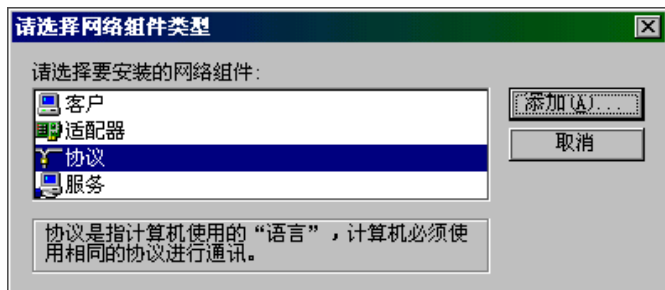 请选择网络组件类型
请选择要安装的网络组件:
客户
适配器
协议
服务
添加(A)...
取消
协议是指计算机使用的“语言”,计算机必须使
用相同的协议进行通讯。